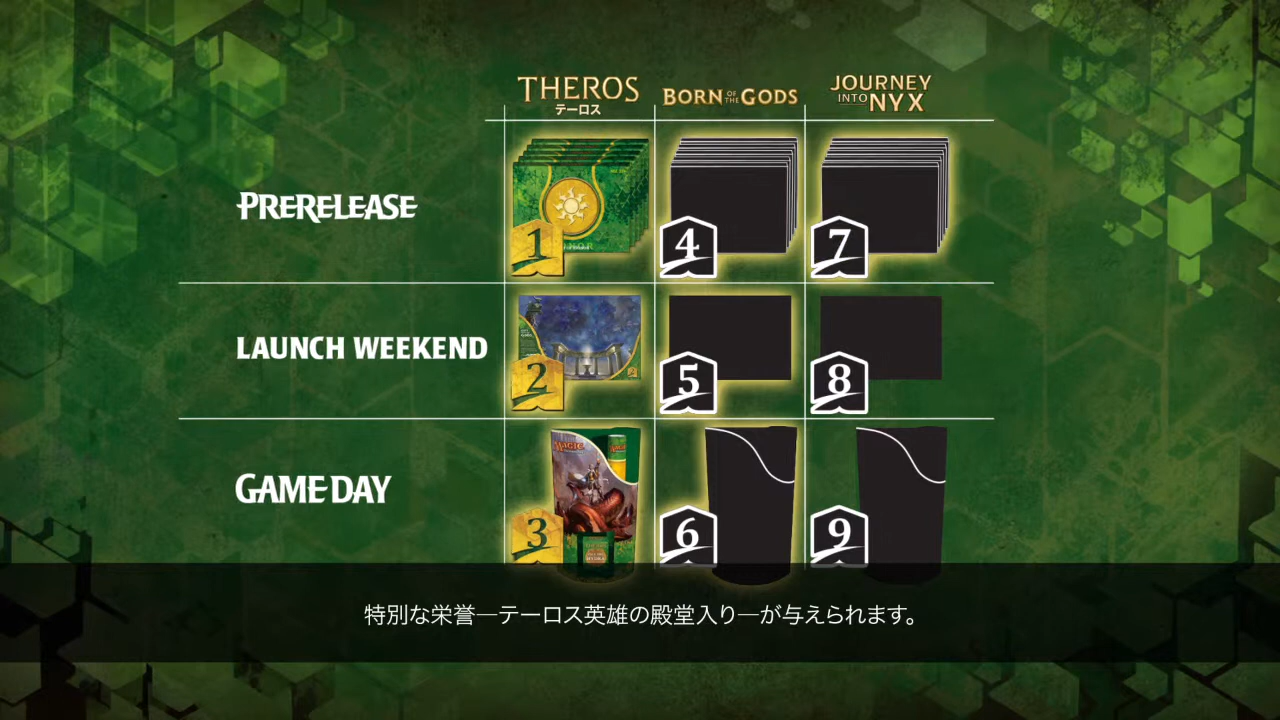 THEROS
テーロス
BORN OF THE GODS
JOURNEY
INTO NYX
PRERELEASE
1
4
7
LAUNCH WEEKEND
2
5
8
GAME DAY
MAGIC
3
6
9
特別な栄誉―テーロス英雄の殿堂入り―が与えられます。